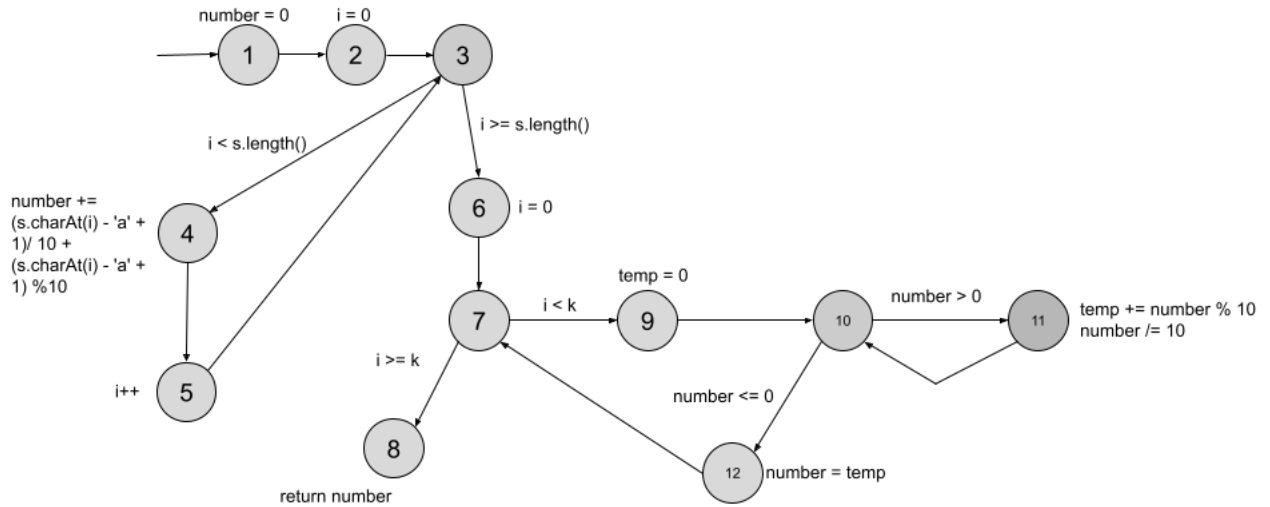 number = 0
i = 0
1
2
3
i < s.length()
i >= s.length()
number +=
(s.charAt(i) - 'a' +
1)/ 10 +
(s.charAt(i) - 'a' +
1) %10
4
6
i = 0
temp = 0
7
i < k
9
10
number > 0
11
temp += number % 10
number /= 10
i >= k
i++
5
number <= 0
8
12
number = temp
return number